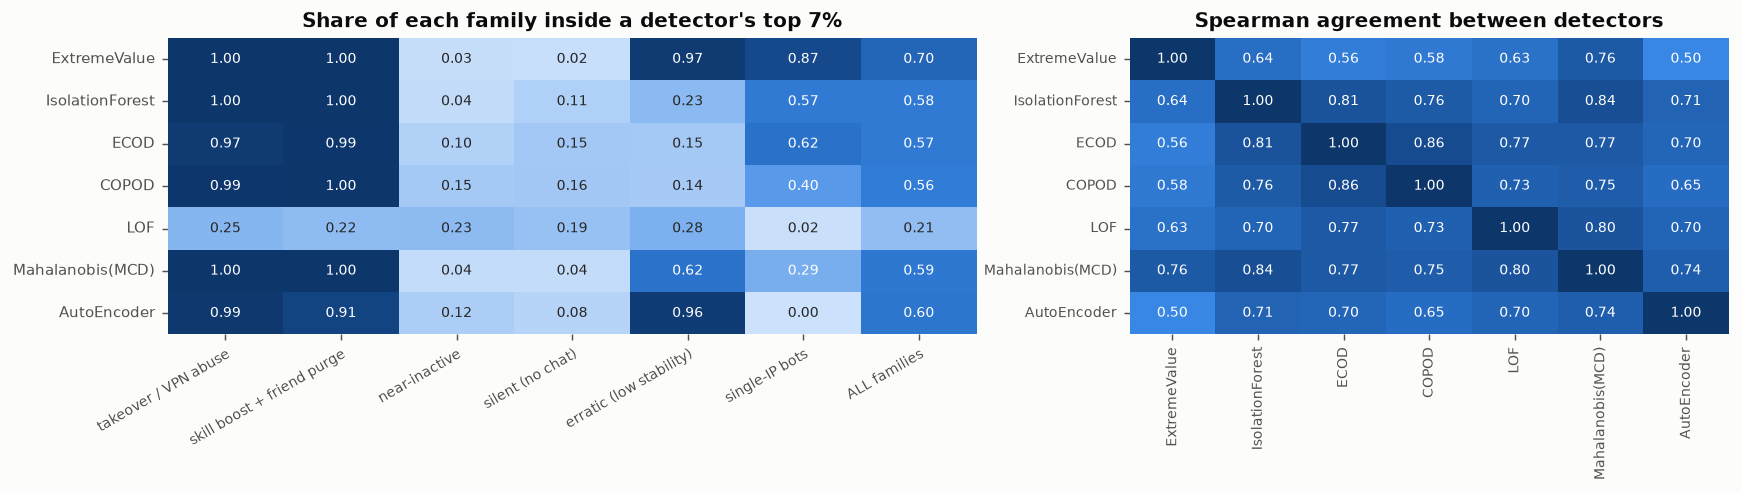 Share of each family inside a detector's top 7%
ExtremeValue 1.00 1.00 0.03 0.02 0.97 0.87 0.70
IsolationForest 1.00 1.00 0.04 0.11 0.23 0.57 0.58
ECOD 0.97 0.99 0.10 0.15 0.15 0.62 0.57
COPOD 0.99 1.00 0.15 0.16 0.14 0.40 0.56
LOF 0.25 0.22 0.23 0.19 0.28 0.02 0.21
Mahalanobis(MCD) 1.00 1.00 0.04 0.04 0.62 0.29 0.59
AutoEncoder 0.99 0.91 0.12 0.08 0.96 0.00 0.60
takeover / VPN abuse
skill boost + friend purge
near-inactive
silent (no chat)
erratic (low stability)
single-IP bots
ALL families
Spearman agreement between detectors
ExtremeValue 1.00 0.64 0.56 0.58 0.63 0.76 0.50
IsolationForest 0.64 1.00 0.81 0.76 0.70 0.84 0.71
ECOD 0.56 0.81 1.00 0.86 0.77 0.77 0.70
COPOD 0.58 0.76 0.86 1.00 0.73 0.75 0.65
LOF 0.63 0.70 0.77 0.73 1.00 0.80 0.70
Mahalanobis(MCD) 0.76 0.84 0.77 0.75 0.80 1.00 0.74
AutoEncoder 0.50 0.71 0.70 0.65 0.70 0.74 1.00
ExtremeValue
IsolationForest
ECOD
COPOD
LOF
Mahalanobis(MCD)
AutoEncoder